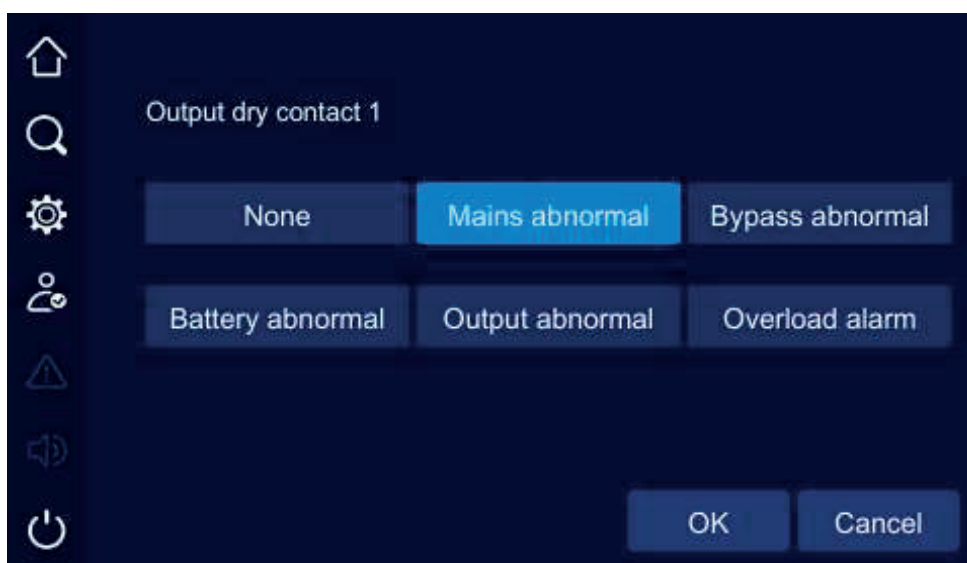 Output dry contact 1
None Mains abnormal Bypass abnormal
Battery abnormal Output abnormal Overload alarm
OK Cancel